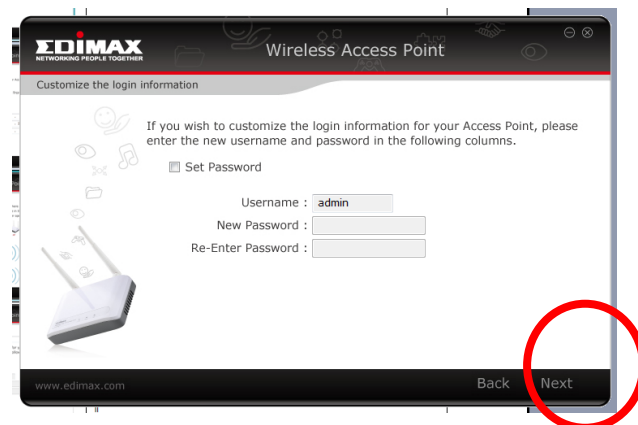 EDIMAX
NETWORKING PEOPLE TOGETHER
Wireless Access Point
Customize the login information
If you wish to customize the login information for your Access Point, please
enter the new username and password in the following columns.
Set Password
Username : admin
New Password :
Re-Enter Password :
www.edimax.com
Back Next